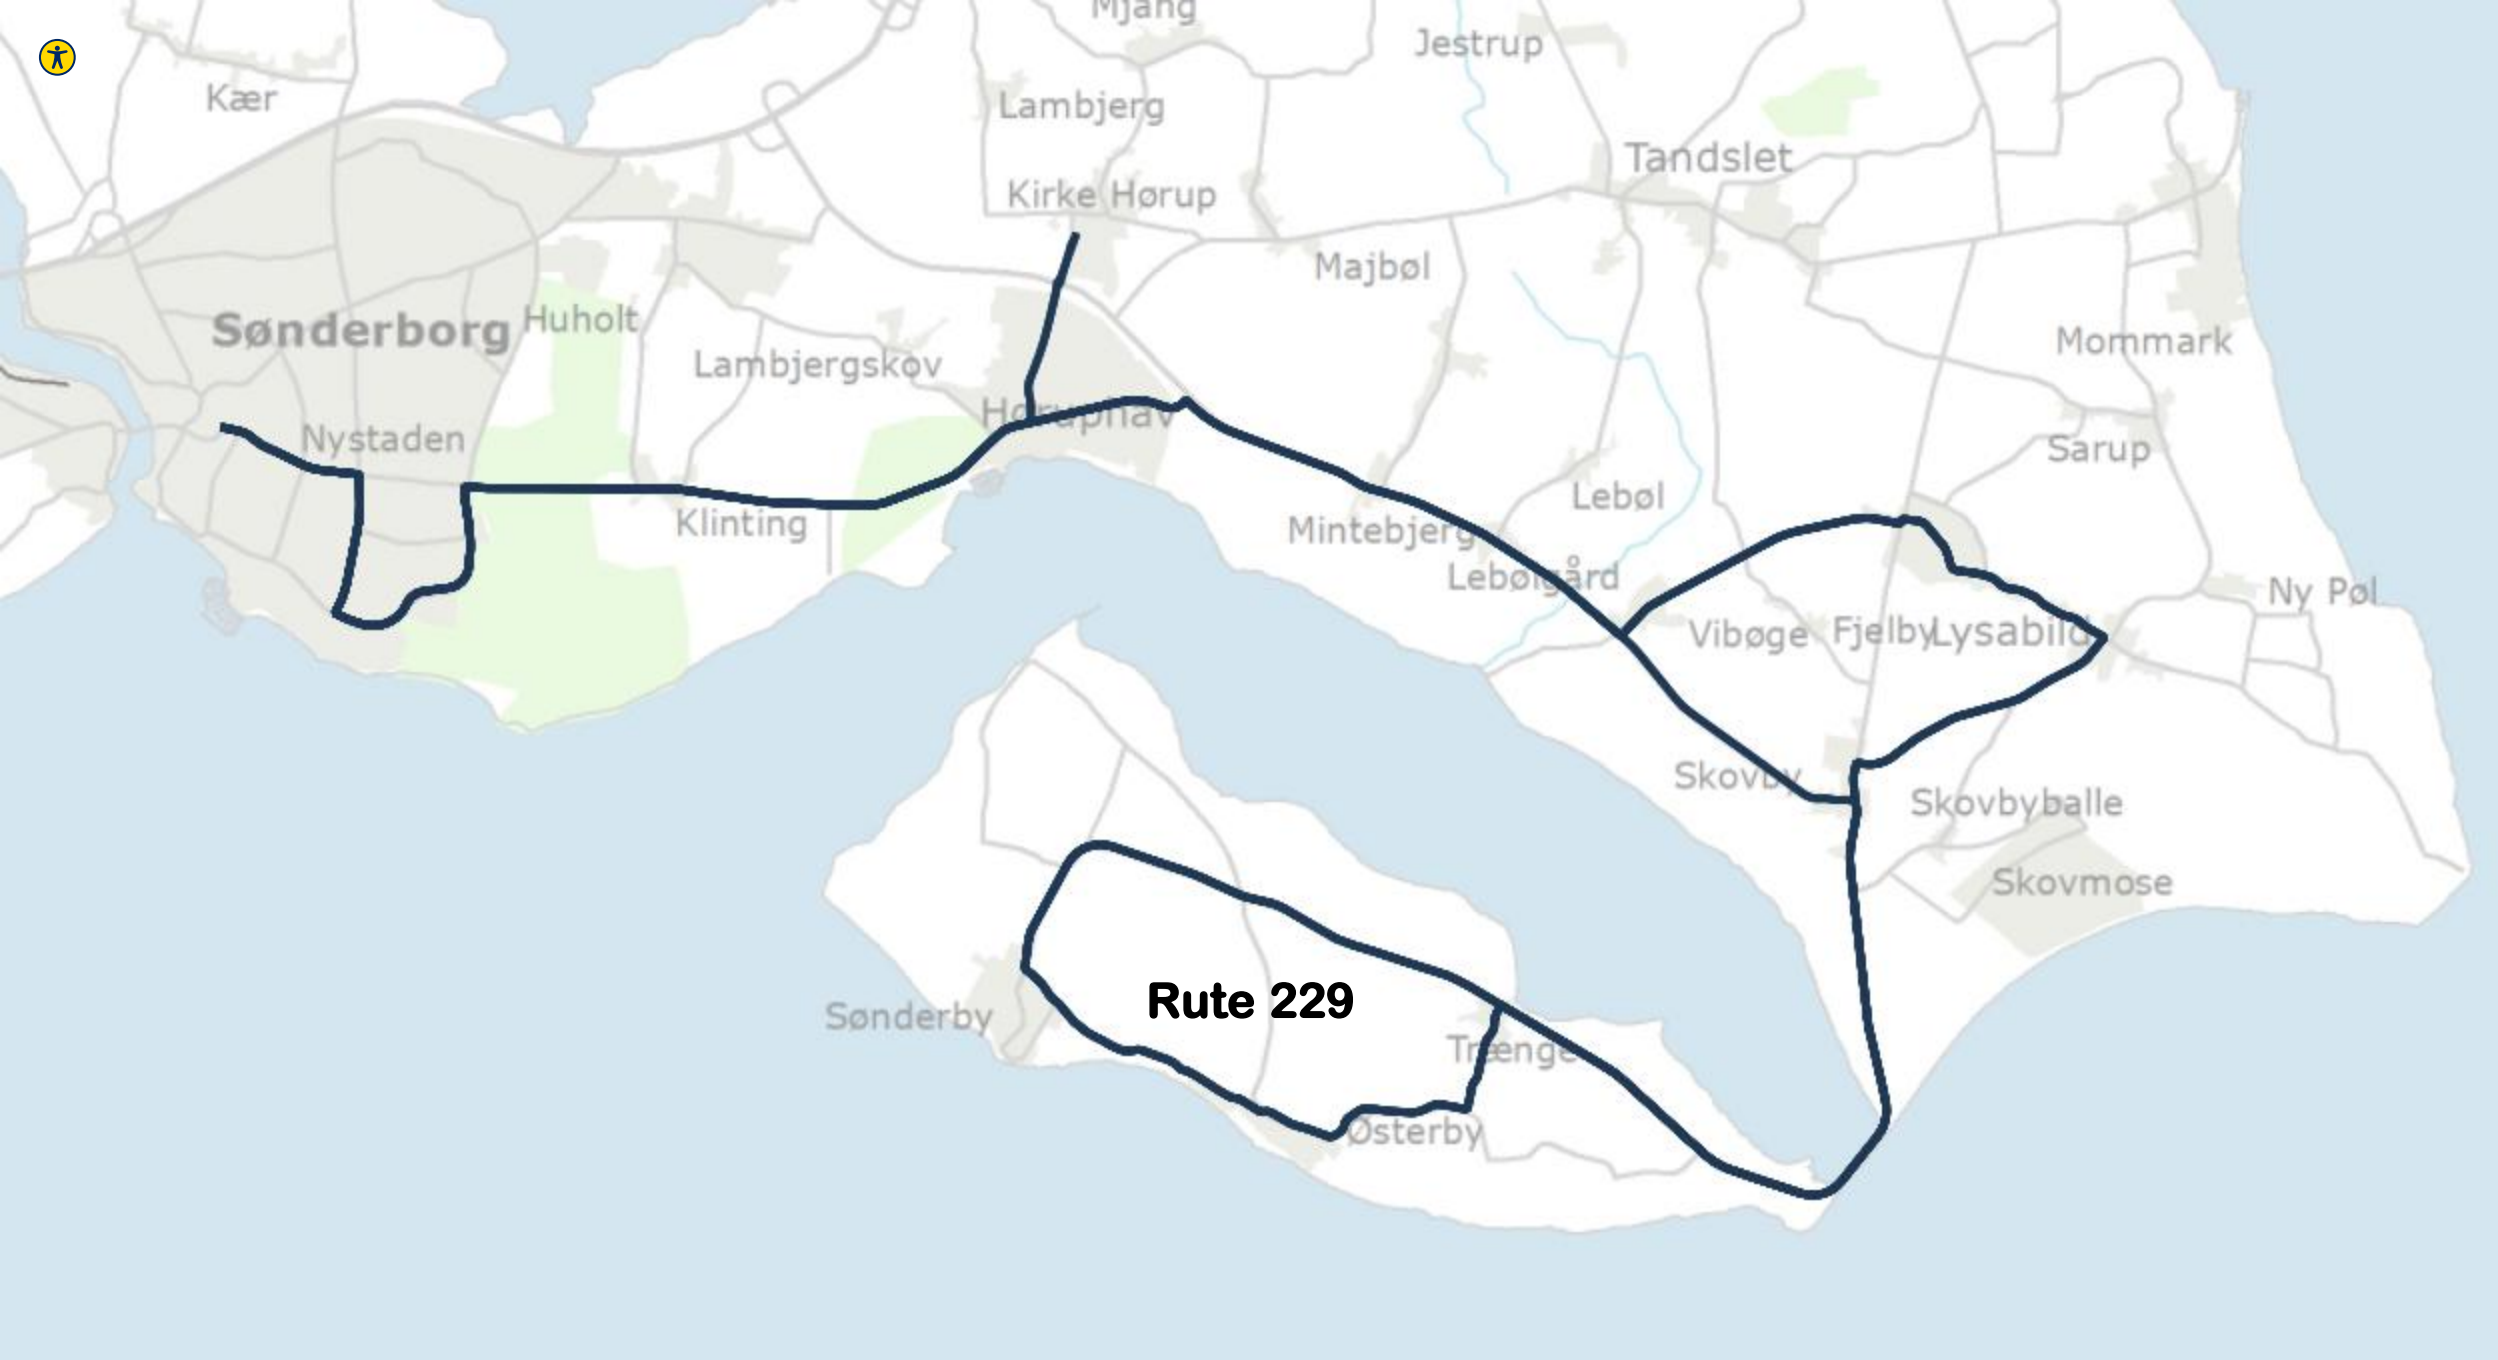 Mjang
Jestrup
Kær
Lambjerg
Tandslet
Kirke Hørup
Majbøl
Sønderborg
Huholt
Mommark
Lambjergskov
Høruphav
Nystaden
Sarup
Lebøl
Klinting
Mintebjerg
Lebølgård
Ny Pøl
Vibøge
Fjelby
Lysabild
Skovby
Skovbyballe
Skovmose
Rute 229
Sønderby
Trænge
Østerby